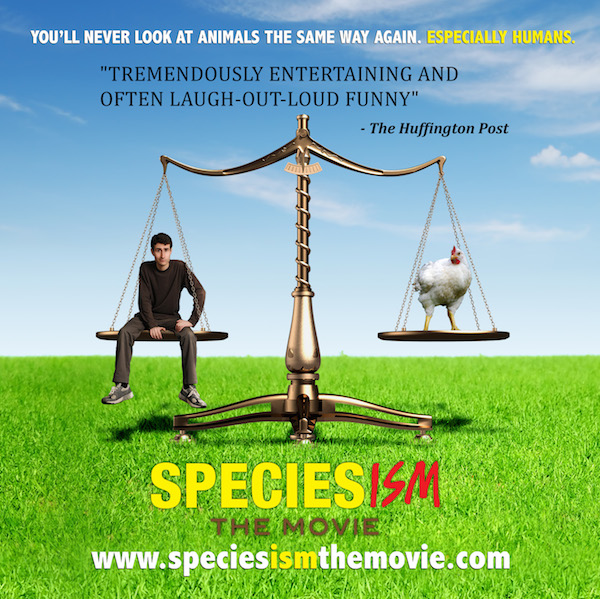 YOU'LL NEVER LOOK AT ANIMALS THE SAME WAY AGAIN. ESPECIALLY HUMANS.
"TREMENDOUSLY ENTERTAINING AND
OFTEN LAUGH-OUT-LOUD FUNNY"
- The Huffington Post
SPECIESISM
THE MOVIE
www.speciesismthemovie.com